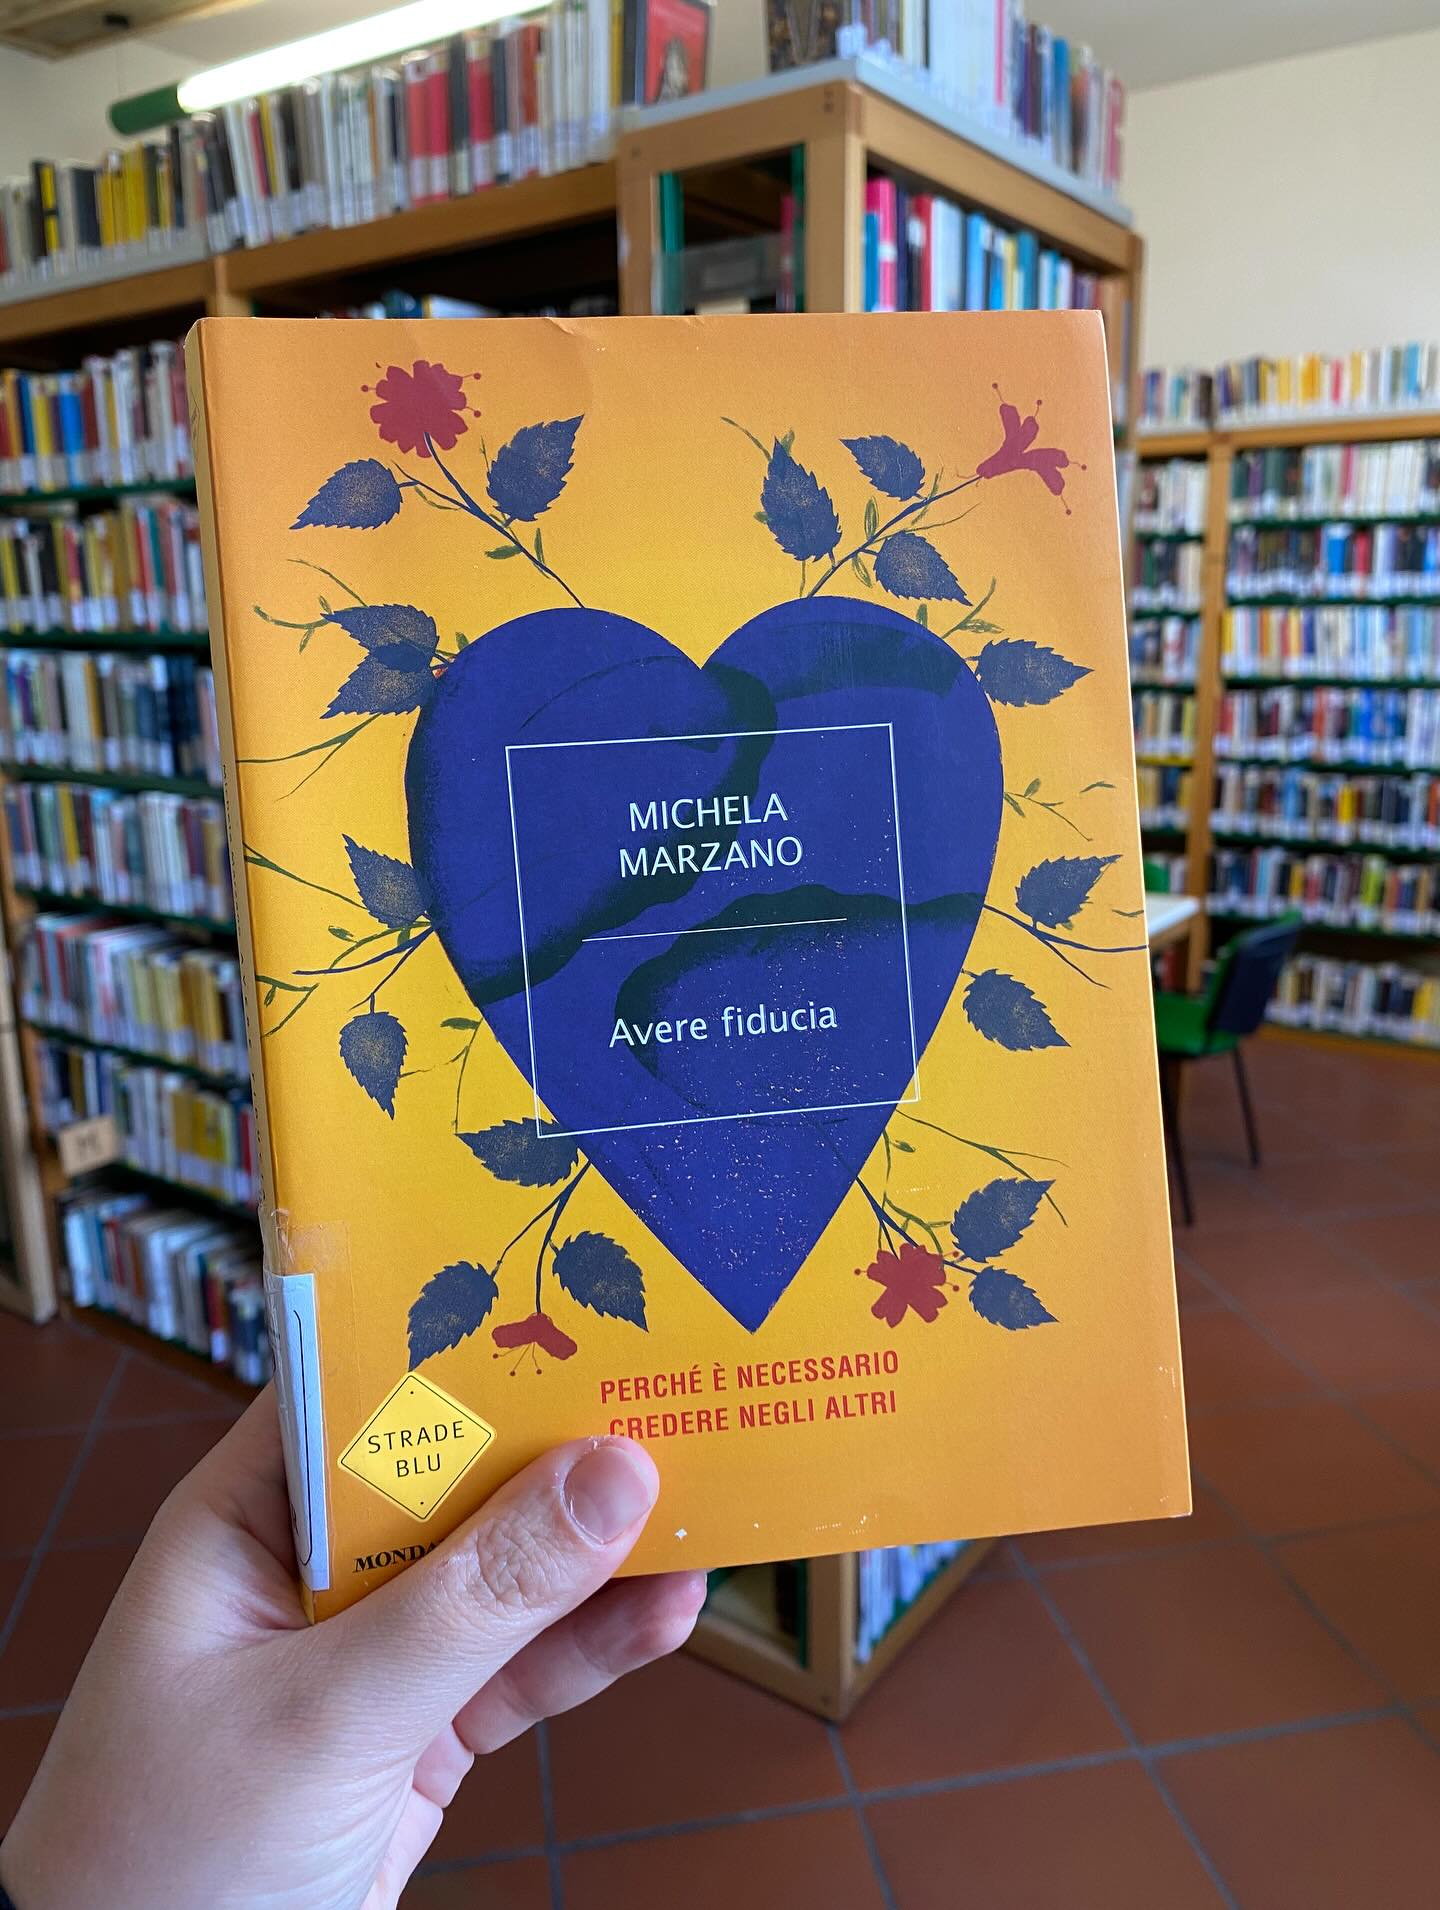 MICHELA
MARZANO
Avere fiducia
PERCHÉ È NECESSARIO
CREDERE NEGLI ALTRI
STRADE
BLU